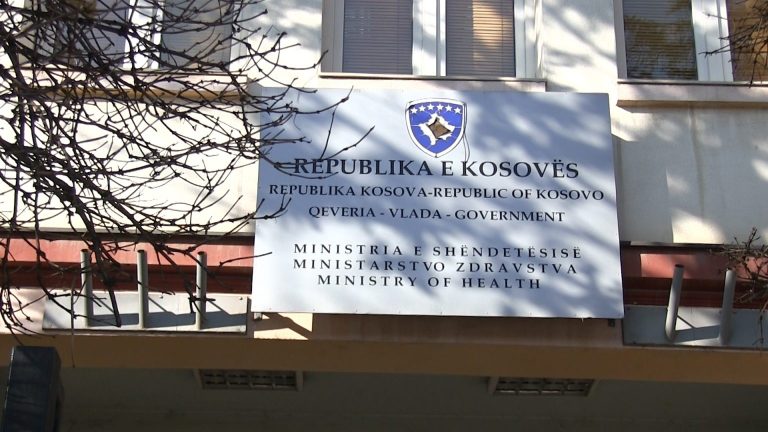 REPUBLIKA E KOSOVËS
REPUBLIKA KOSOVA-REPUBLIC OF KOSOVO
QEVERIA - VLADA - GOVERNMENT
MINISTRIA E SHËNDETËSISË
MINISTARSTVO ZDRAVSTVA
MINISTRY OF HEALTH